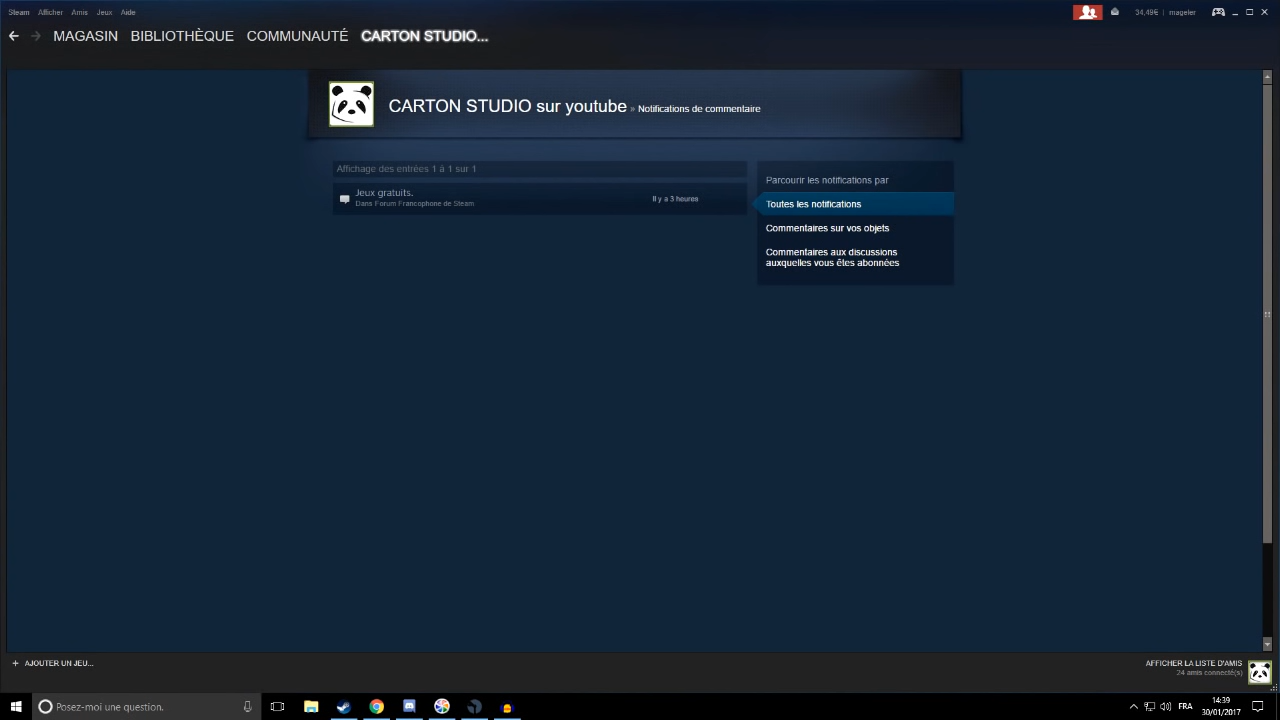 Steam Afficher Amis Jeux Aide
34,49€ | mageler
MAGASIN BIBLIOTHÈQUE COMMUNAUTÉ CARTON STUDIO...
CARTON STUDIO sur youtube » Notifications de commentaire
Affichage des entrées 1 à 1 sur 1
Jeux gratuits.
Dans Forum Francophone de Steam
Il y a 3 heures
Parcourir les notifications par
Toutes les notifications
Commentaires sur vos objets
Commentaires aux discussions
auxquelles vous êtes abonnées
+ AJOUTER UN JEU...
AFFICHER LA LISTE D'AMIS
24 amis connecté(s)
Posez-moi une question.
FRA
14:39
30/01/2017